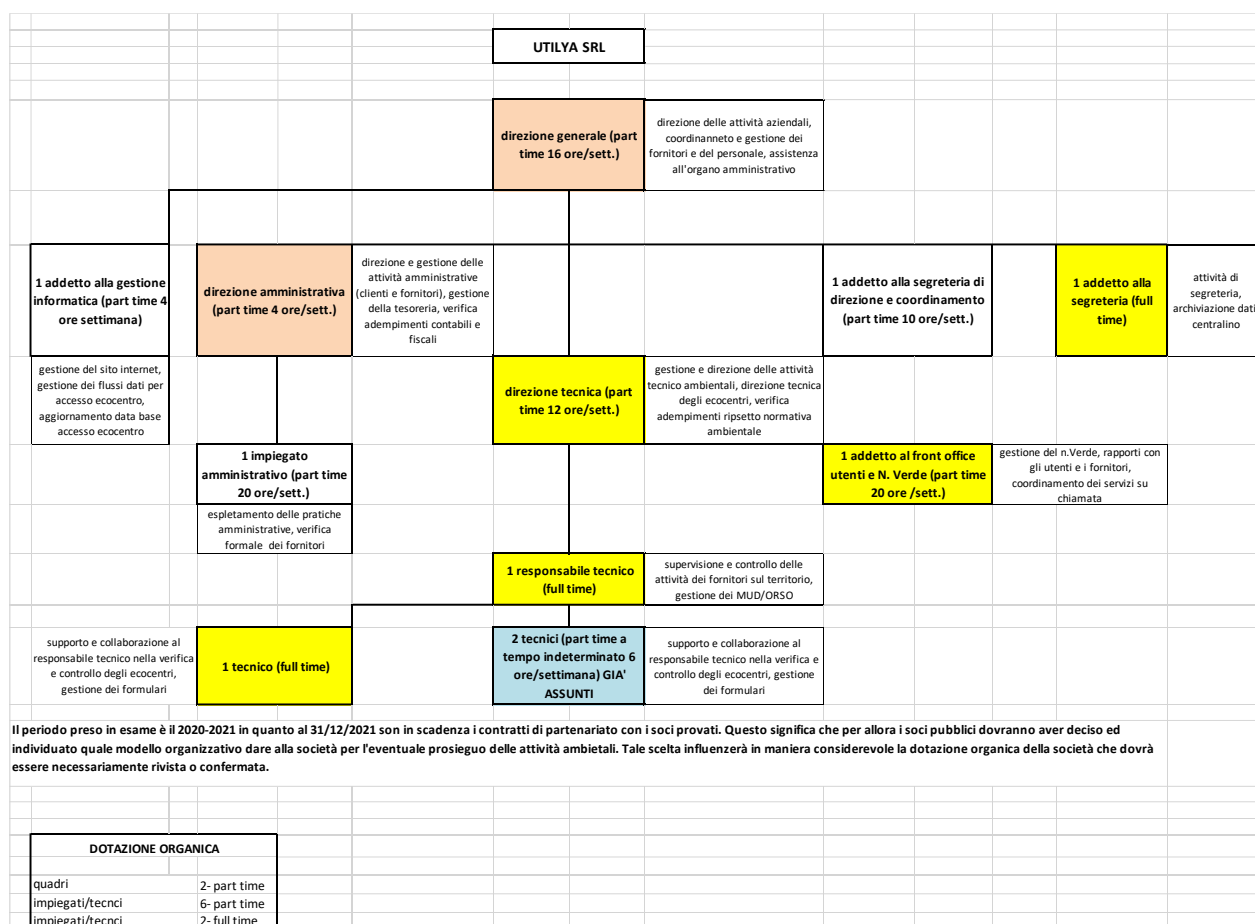 UTILYA SRL
direzione generale (part
time 16 ore/sett.)
direzione delle attività aziendali,
coordinanneto e gestione dei
fornitori e del personale, assistenza
all'organo amministrativo
1 addetto alla gestione
informatica (part time 4
ore settimana)
direzione amministrativa
(part time 4 ore/sett.)
direzione e gestione delle
attività amministrative
(clienti e fornitori), gestione
della tesoreria, verifica
adempimenti contabili e
fiscali
1 addetto alla segreteria di
direzione e coordinamento
(part time 10 ore/sett.)
1 addetto alla
segreteria (full
time)
attività di
segreteria,
archiviazione dati
centralino
gestione del sito internet,
gestione dei flussi dati per
accesso ecocentro,
aggiornamento data base
accesso ecocentro
direzione tecnica (part
time 12 ore/sett.)
gestione e direzione delle attività
tecnico ambientali, direzione tecnica
degli ecocentri, verifica
adempimenti ripsetto normativa
ambientale
1 impiegato
amministrativo (part time
20 ore/sett.)
1 addetto al front office
utenti e N. Verde (part time
20 ore /sett.)
gestione del n.Verde, rapporti con
gli utenti e i fornitori,
coordinamento dei servizi su
chiamata
espletamento delle pratiche
amministrative, verifica
formale dei fornitori
1 responsabile tecnico
(full time)
supervisione e controllo delle
attività dei fornitori sul territorio,
gestione dei MUD/ORSO
supporto e collaborazione al
responsabile tecnico nella verifica
e controllo degli ecocentri,
gestione dei formulari
1 tecnico (full time)
2 tecnici (part time a
tempo indeterminato 6
ore/settimana) GIA'
ASSUNTI
supporto e collaborazione al
responsabile tecnico nella verifica e
controllo degli ecocentri, gestione
dei formulari
Il periodo preso in esame è il 2020-2021 in quanto al 31/12/2021 son in scadenza i contratti di partenariato con i soci provati. Questo significa che per allora i soci pubblici dovranno aver deciso ed
individuato quale modello organizzativo dare alla società per l'eventuale prosieguo delle attività ambietali. Tale scelta influenzerà in maniera considerevole la dotazione organica della società che dovrà
essere necessariamente rivista o confermata.
DOTAZIONE ORGANICA
quadri 2- part time
impiegati/tecnci 6- part time
impiegati/tecnci 2- full time